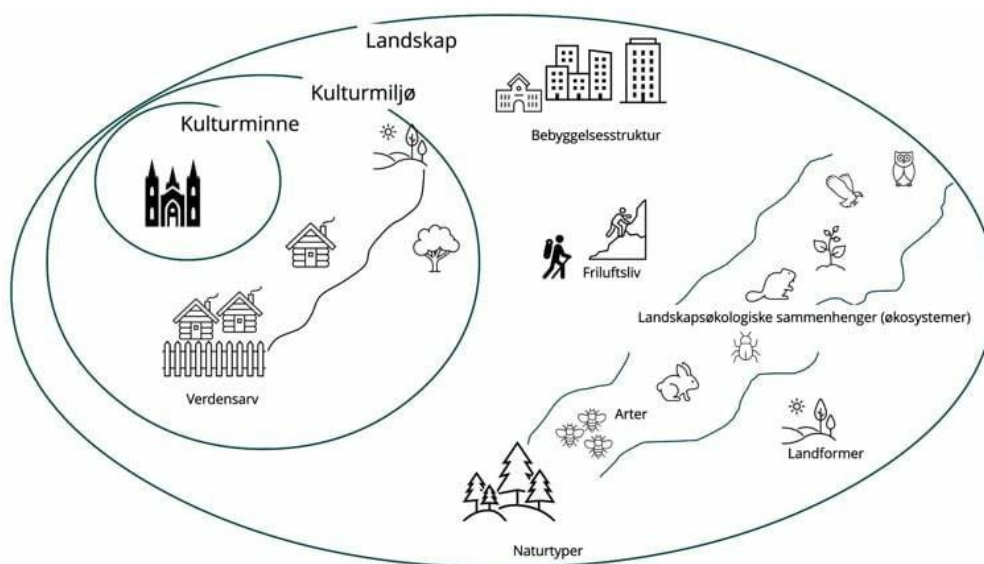 Landskap
Kulturmiljø
Kulturminne
Bebyggelsesstruktur
Friluftsliv
Landskapsøkologiske sammenhenger (økosystemer)
Verdensarv
Arter
Landformer
Naturtyper